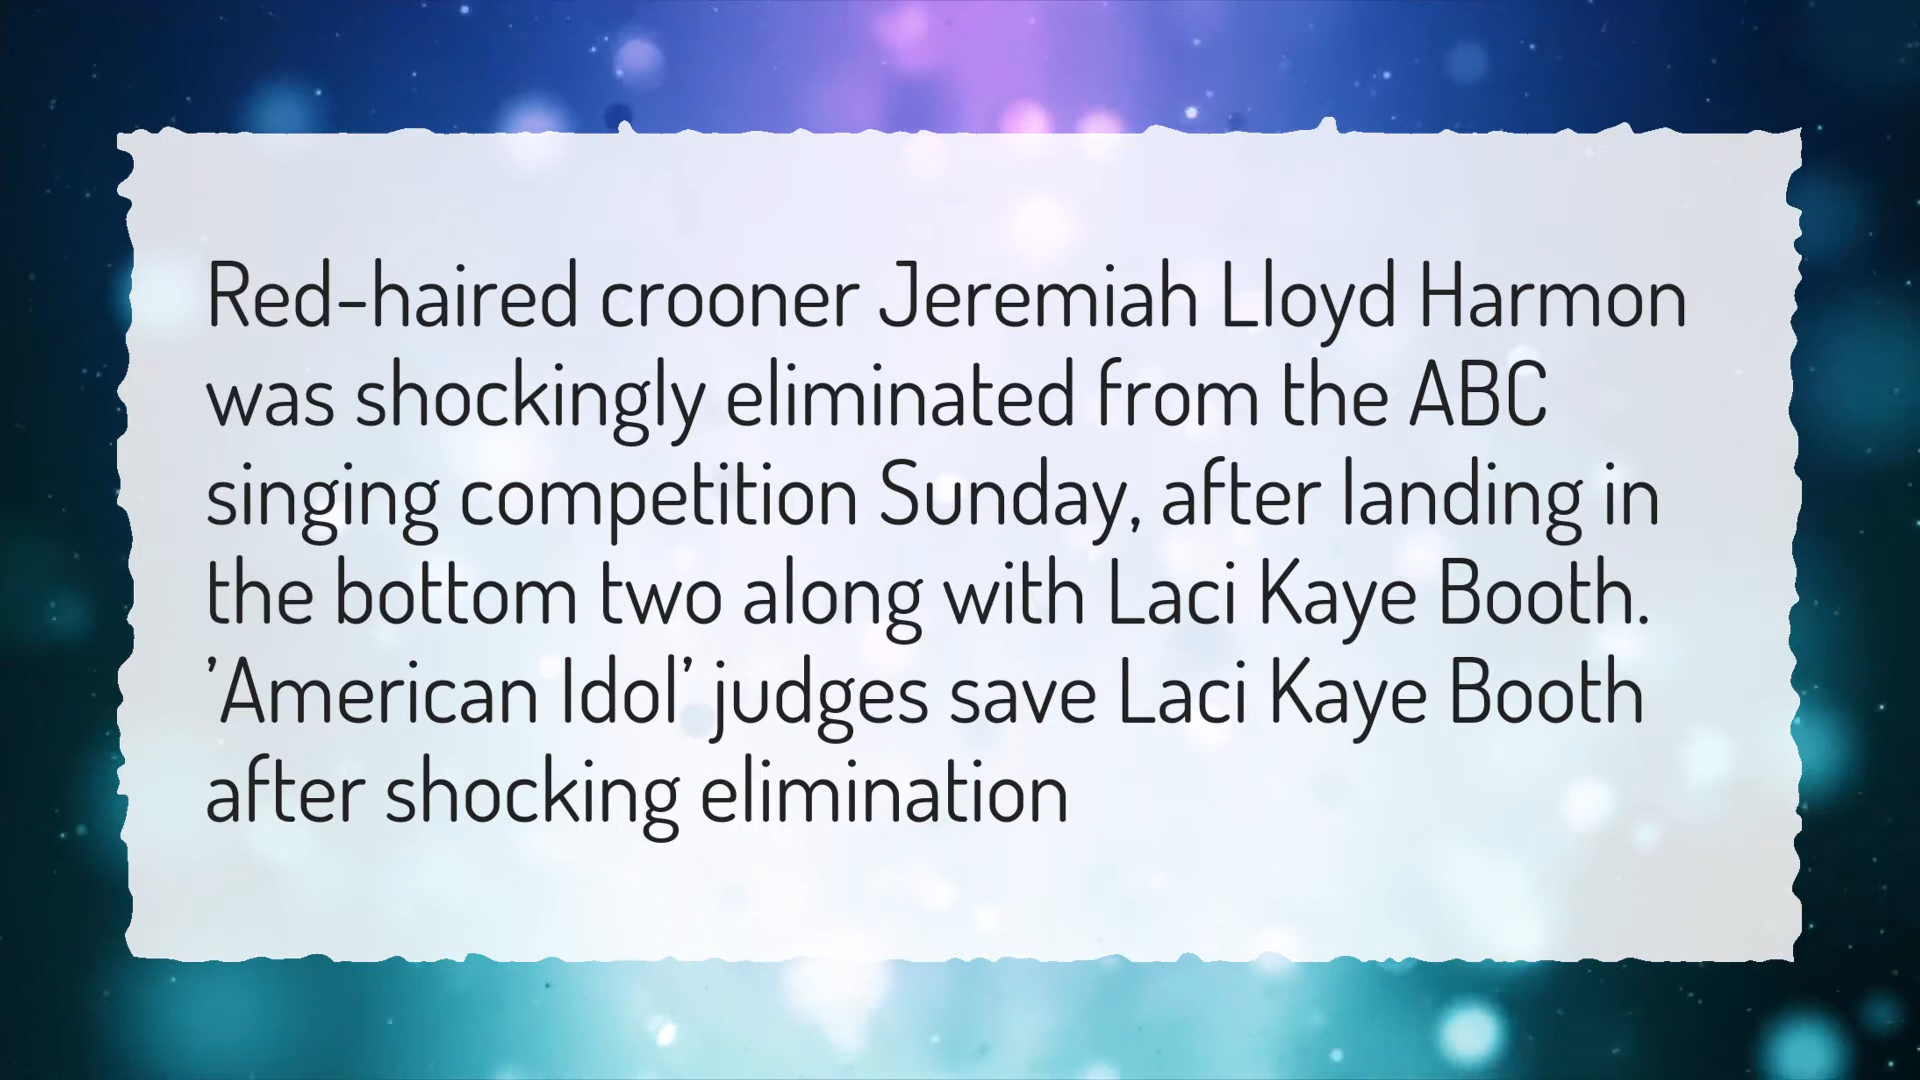 Red-haired crooner Jeremiah Lloyd Harmon
was shockingly eliminated from the ABC
singing competition Sunday, after landing in
the bottom two along with Laci Kaye Booth.
’American Idol’ judges save Laci Kaye Booth
after shocking elimination